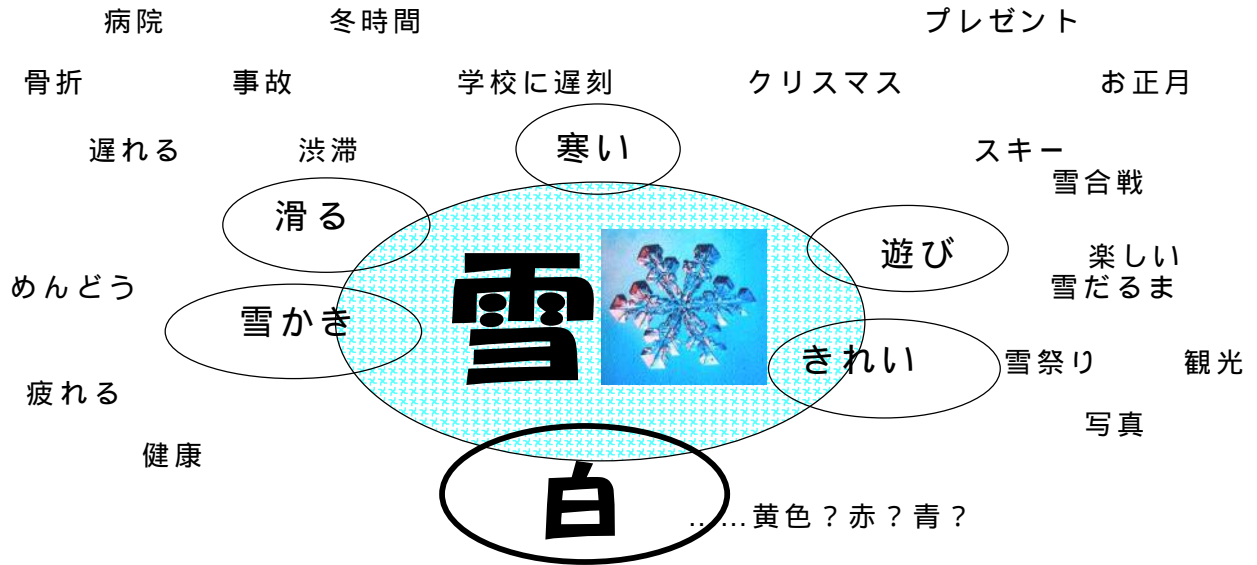 病院
冬時間
プレゼント
骨折
事故
学校に遅刻
クリスマス
お正月
遅れる
渋滞
寒い
スキー
雪合戦
滑る
遊び
楽しい
めんどう
雪だるま
雪かき
雪
きれい
雪祭り
観光
疲れる
写真
健康
白
……黄色？赤？青？